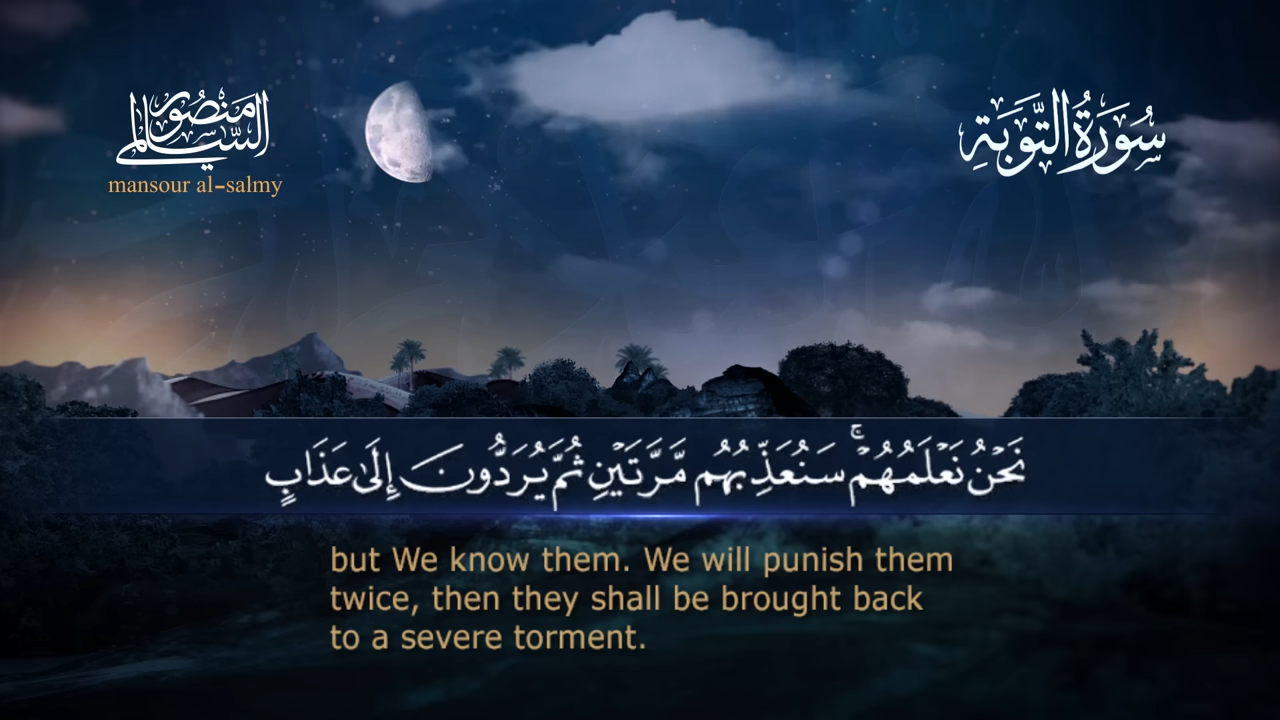 منصور السالمي
mansour al-salmy
سُورَةُ التَّوْبَةِ
نَحْنُ نَعْلَمُهُمْ ۚ سَنُعَذِّبُهُم مَّرَّتَيْنِ ثُمَّ يُرَدُّونَ إِلَىٰ عَذَابٍ
but We know them. We will punish them
twice, then they shall be brought back
to a severe torment.